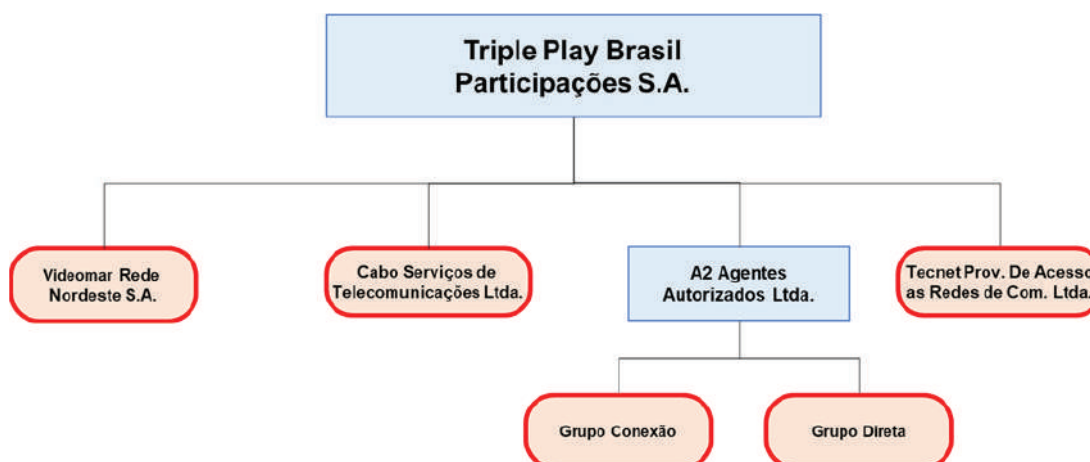 Triple Play Brasil
Participações S.A.
Videomar Rede
Nordeste S.A.
Cabo Serviços de
Telecomunicações Ltda.
A2 Agentes
Autorizados Ltda.
Tecnet Prov. De Acesso
as Redes de Com. Ltda.
Grupo Conexão
Grupo Direta